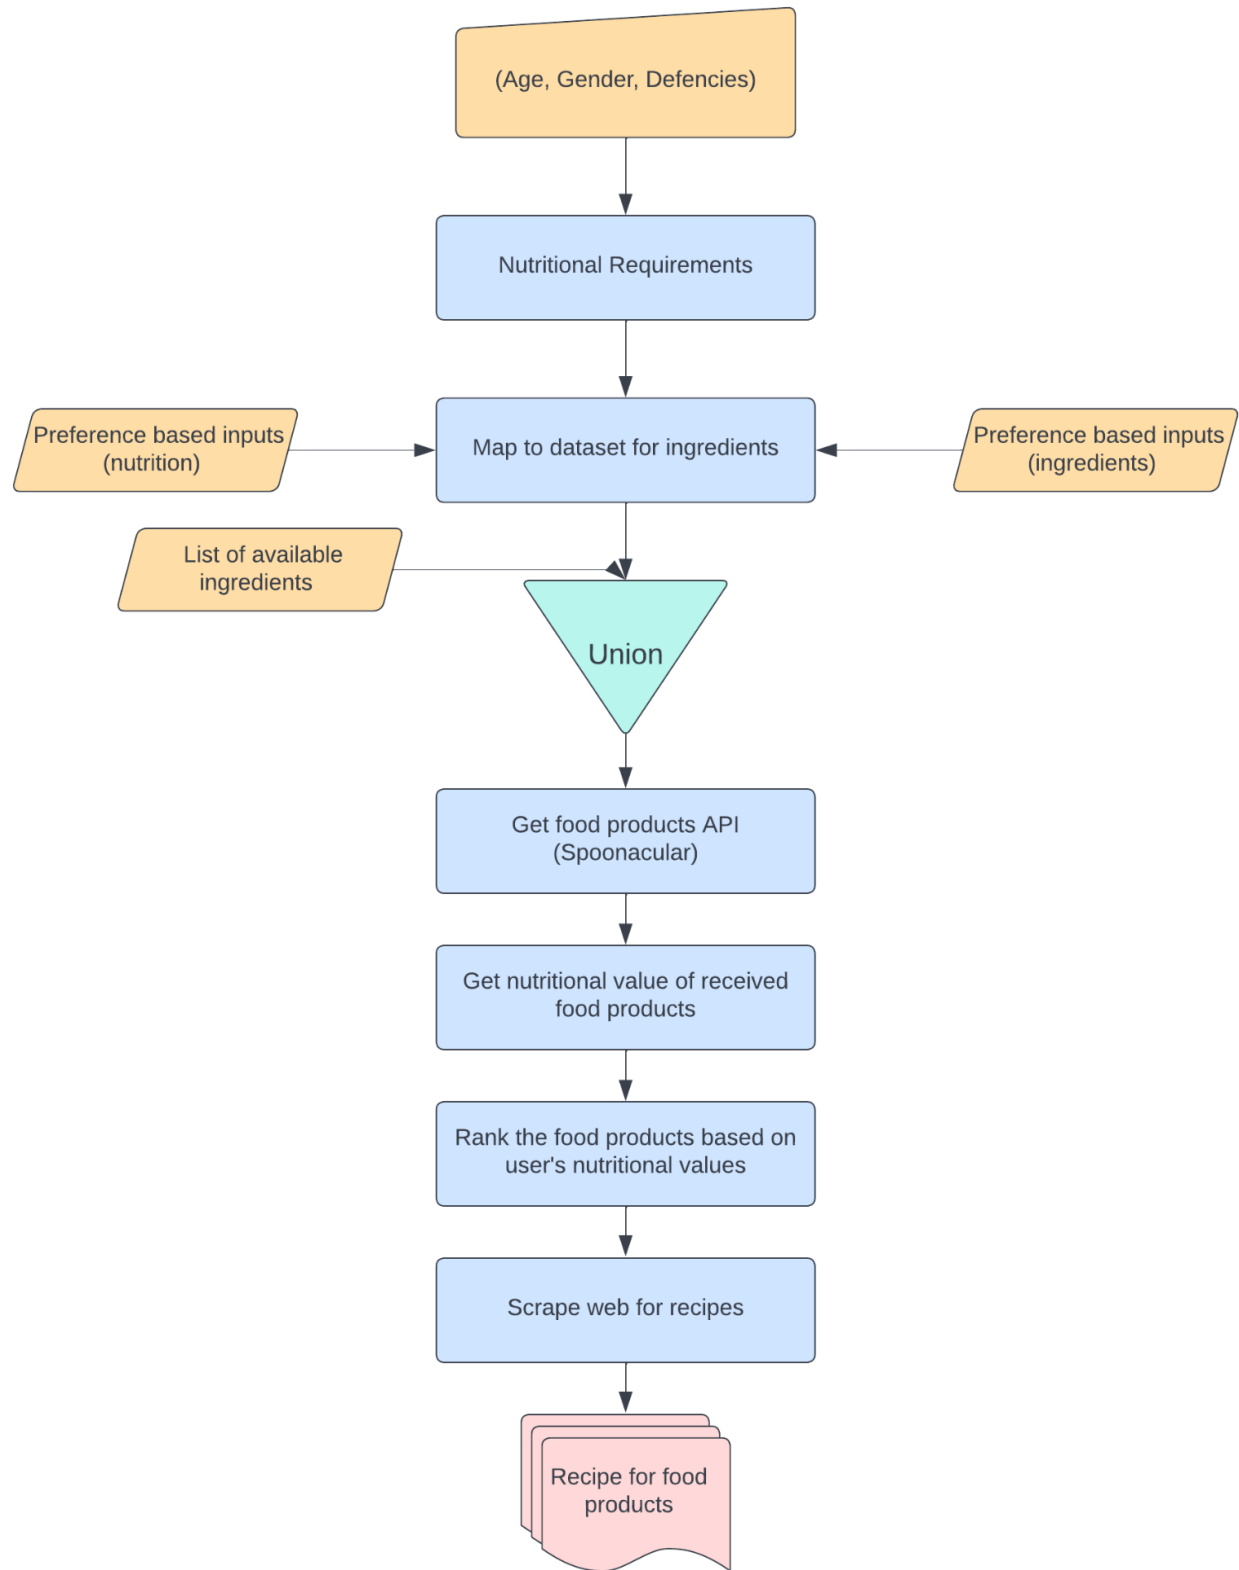 (Age, Gender, Defencies)
Nutritional Requirements
Preference based inputs
(nutrition)
Map to dataset for ingredients
Preference based inputs
(ingredients)
List of available
ingredients
Union
Get food products API
(Spoonacular)
Get nutritional value of received
food products
Rank the food products based on
user's nutritional values
Scrape web for recipes
Recipe for food
products